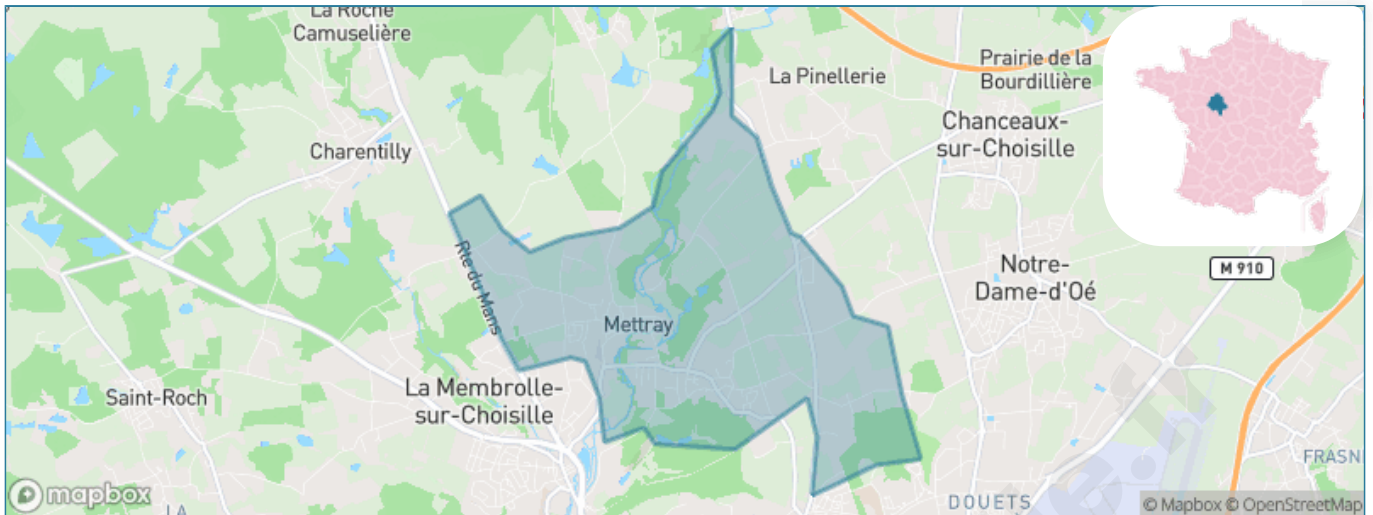 La Roche
Camuselière
Prairie de la
Bourdillière
La Pinellerie
Chanceaux-
sur-Choisille
Charentilly
Rte du Mans
Notre-
Dame-d'Oé
M 910
Mettray
La Membrolle-
sur-Choisille
Saint-Roch
FRASNE
DOUETS
LA
mapbox
© Mapbox © OpenStreetMap